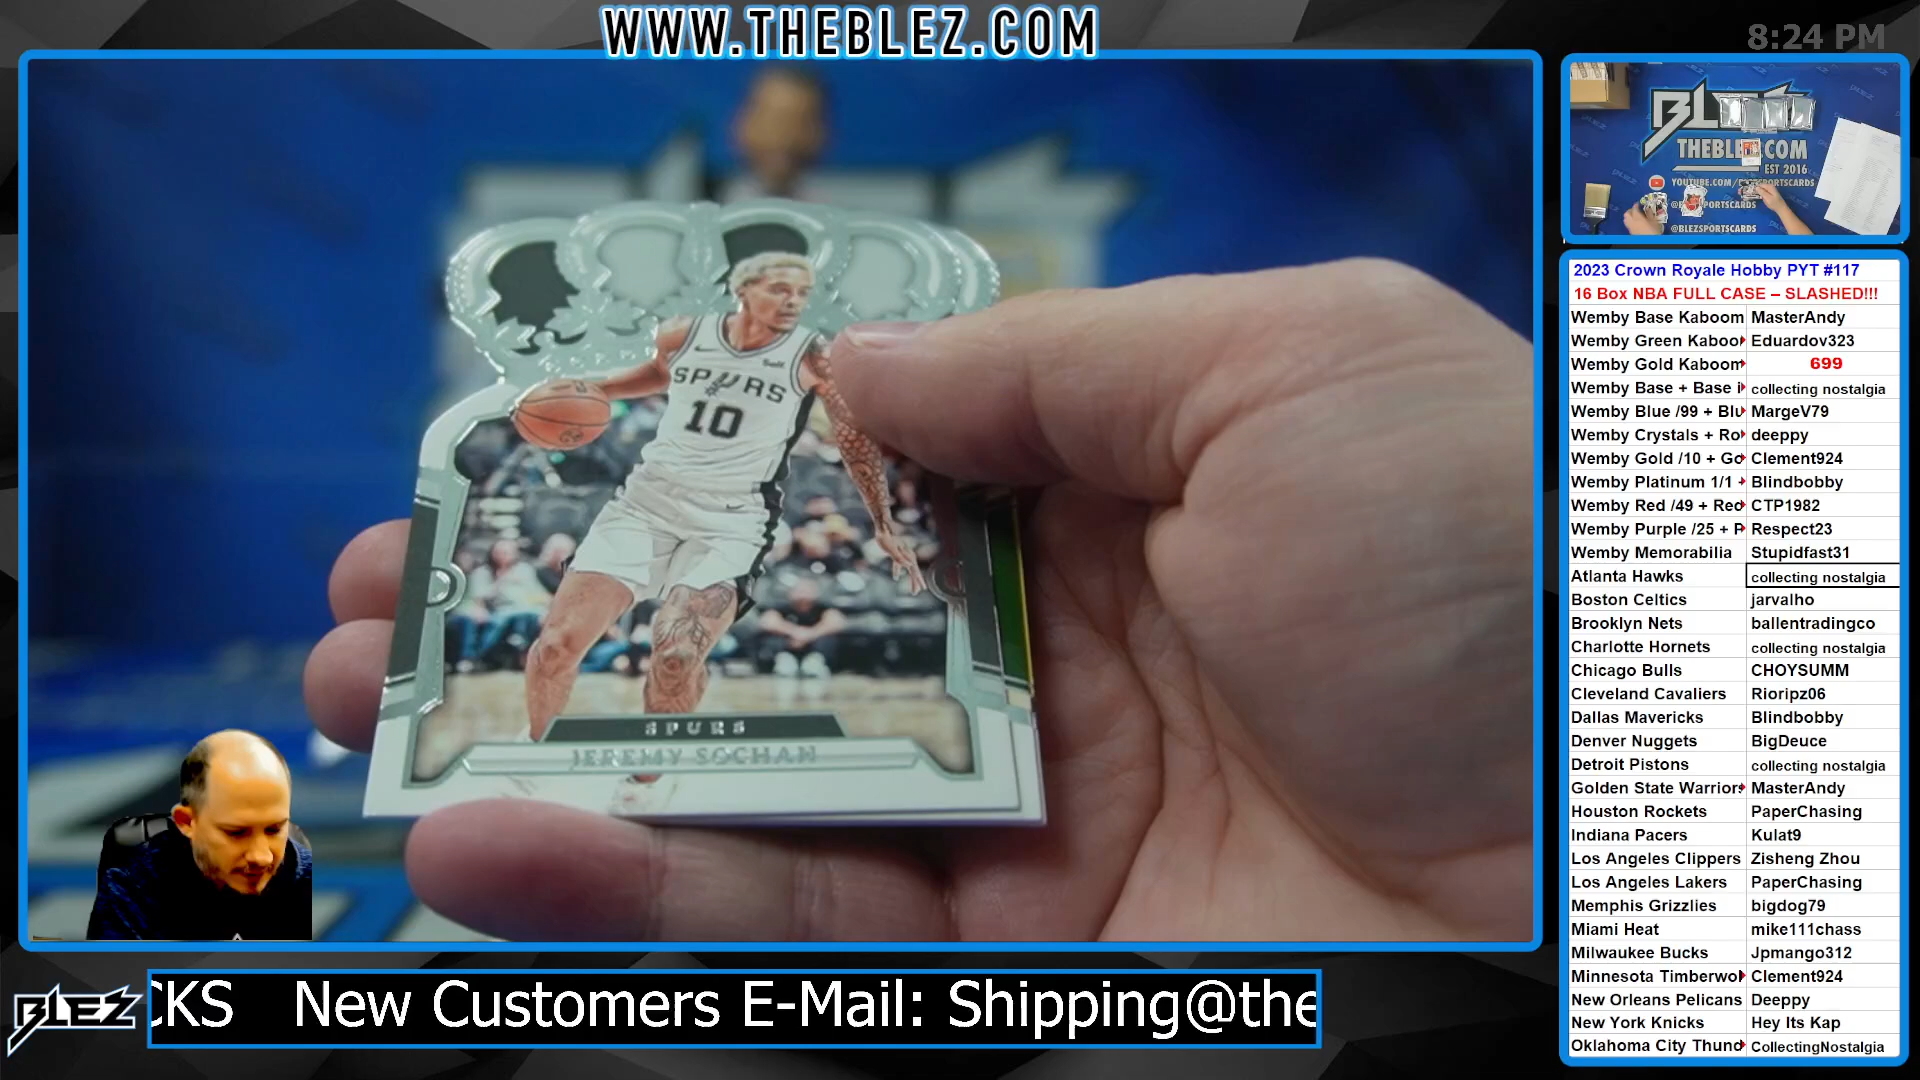 WWW.THEBLEZ.COM
8:24 PM
SPURS
10
SPURS
JEREMY SOCHAN
BLEZ
THEBLEZ.COM
EST 2016
YOUTUBE.COM/BLEZSPORTSCARDS
@BLEZSPORTSCARDS
@BLEZSPORTSCARDS
2023 Crown Royale Hobby PYT #117
16 Box NBA FULL CASE – SLASHED!!!
Wemby Base Kaboom MasterAndy
Wemby Green Kaboo Eduardov323
Wemby Gold Kaboom 699
Wemby Base + Base i collecting nostalgia
Wemby Blue /99 + Blu MargeV79
Wemby Crystals + Ro deeppy
Wemby Gold /10 + Go Clement924
Wemby Platinum 1/1 + Blindbobby
Wemby Red /49 + Red CTP1982
Wemby Purple /25 + P Respect23
Wemby Memorabilia Stupidfast31
Atlanta Hawks collecting nostalgia
Boston Celtics jarvalho
Brooklyn Nets ballentradingco
Charlotte Hornets collecting nostalgia
Chicago Bulls CHOYSUMM
Cleveland Cavaliers Rioripz06
Dallas Mavericks Blindbobby
Denver Nuggets BigDeuce
Detroit Pistons collecting nostalgia
Golden State Warriors MasterAndy
Houston Rockets PaperChasing
Indiana Pacers Kulat9
Los Angeles Clippers Zisheng Zhou
Los Angeles Lakers PaperChasing
Memphis Grizzlies bigdog79
Miami Heat mike111chass
Milwaukee Bucks Jpmango312
Minnesota Timberwol Clement924
New Orleans Pelicans Deeppy
New York Knicks Hey Its Kap
Oklahoma City Thund CollectingNostalgia
BLEZ
CKS New Customers E-Mail: Shipping@the